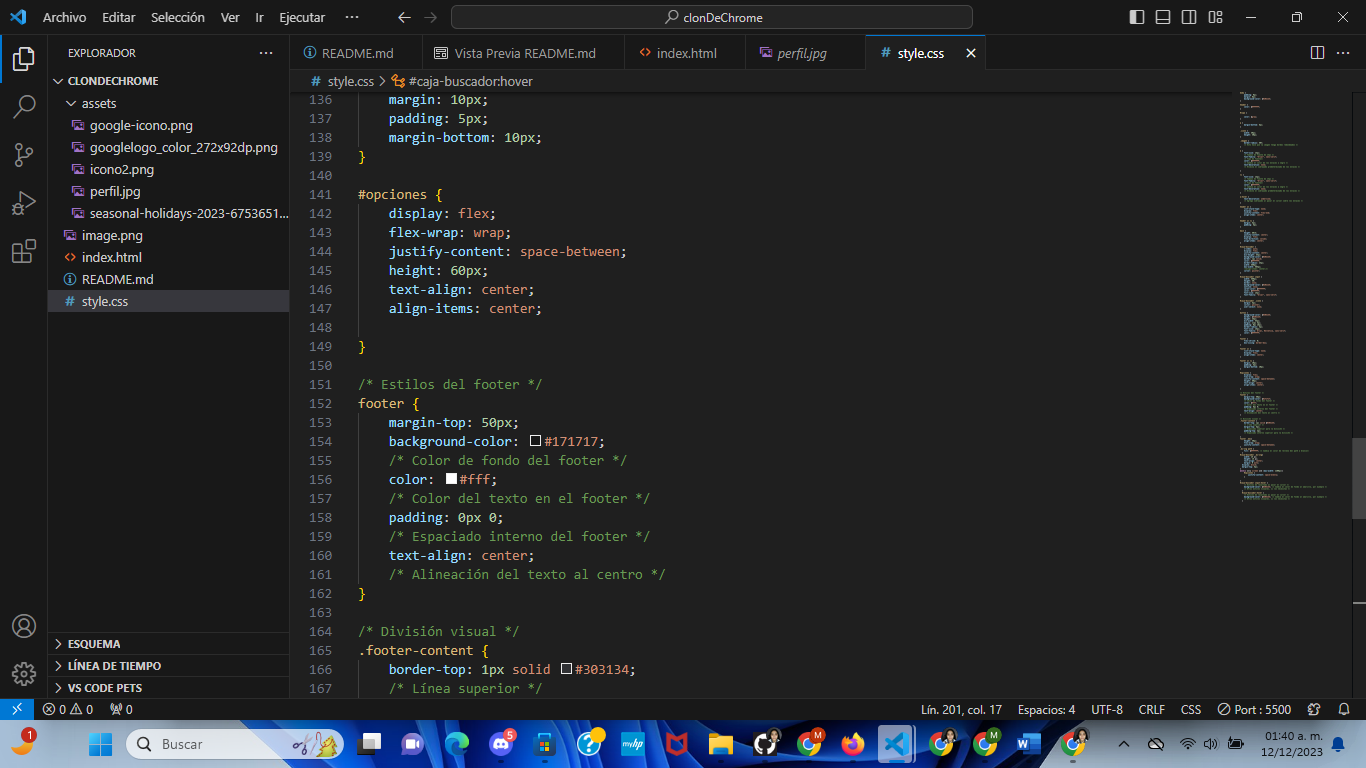 Archivo Editar Selección Ver Ir Ejecutar ··· clonDeChrome
EXPLORADOR ···
README.md Vista Previa README.md index.html perfil.jpg # style.css
# style.css > #caja-buscador:hover
CLONDECHROME
assets
google-icono.png
googlelogo_color_272x92dp.png
icono2.png
perfil.jpg
seasonal-holidays-2023-6753651...
image.png
index.html
README.md
# style.css
ESQUEMA
LÍNEA DE TIEMPO
VS CODE PETS
136 margin: 10px;
137 padding: 5px;
138 margin-bottom: 10px;
139 }
140
141 #opciones {
142 display: flex;
143 flex-wrap: wrap;
144 justify-content: space-between;
145 height: 60px;
146 text-align: center;
147 align-items: center;
148
149 }
150
151 /* Estilos del footer */
152 footer {
153 margin-top: 50px;
154 background-color: #171717;
155 /* Color de fondo del footer */
156 color: #fff;
157 /* Color del texto en el footer */
158 padding: 0px 0;
159 /* Espaciado interno del footer */
160 text-align: center;
161 /* Alineación del texto al centro */
162 }
163
164 /* División visual */
165 .footer-content {
166 border-top: 1px solid #303134;
167 /* Línea superior */
0 0 0 Lín. 201, col. 17 Espacios: 4 UTF-8 CRLF CSS Port : 5500
1 Buscar 5 myhp M M W
01:40 a. m.
12/12/2023